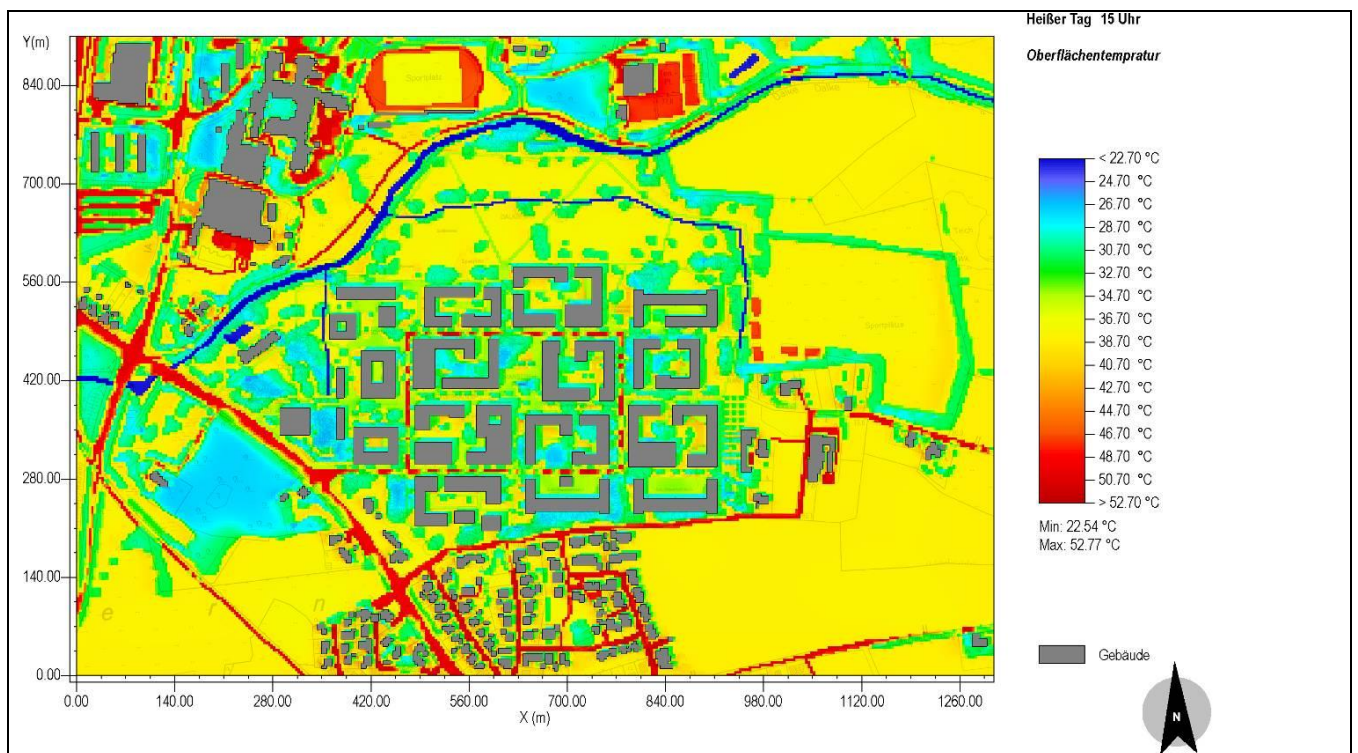 Heißer Tag 15 Uhr
Oberflächentempratur
Y(m)
840.00
700.00
560.00
420.00
280.00
140.00
0.00
0.00 140.00 280.00 420.00 560.00 700.00 840.00 980.00 1120.00 1260.00
X (m)
Sportplatz
< 22.70 °C
24.70 °C
26.70 °C
28.70 °C
30.70 °C
32.70 °C
34.70 °C
36.70 °C
38.70 °C
40.70 °C
42.70 °C
44.70 °C
46.70 °C
48.70 °C
50.70 °C
> 52.70 °C
Min: 22.54 °C
Max: 52.77 °C
Gebäude
N
e r n